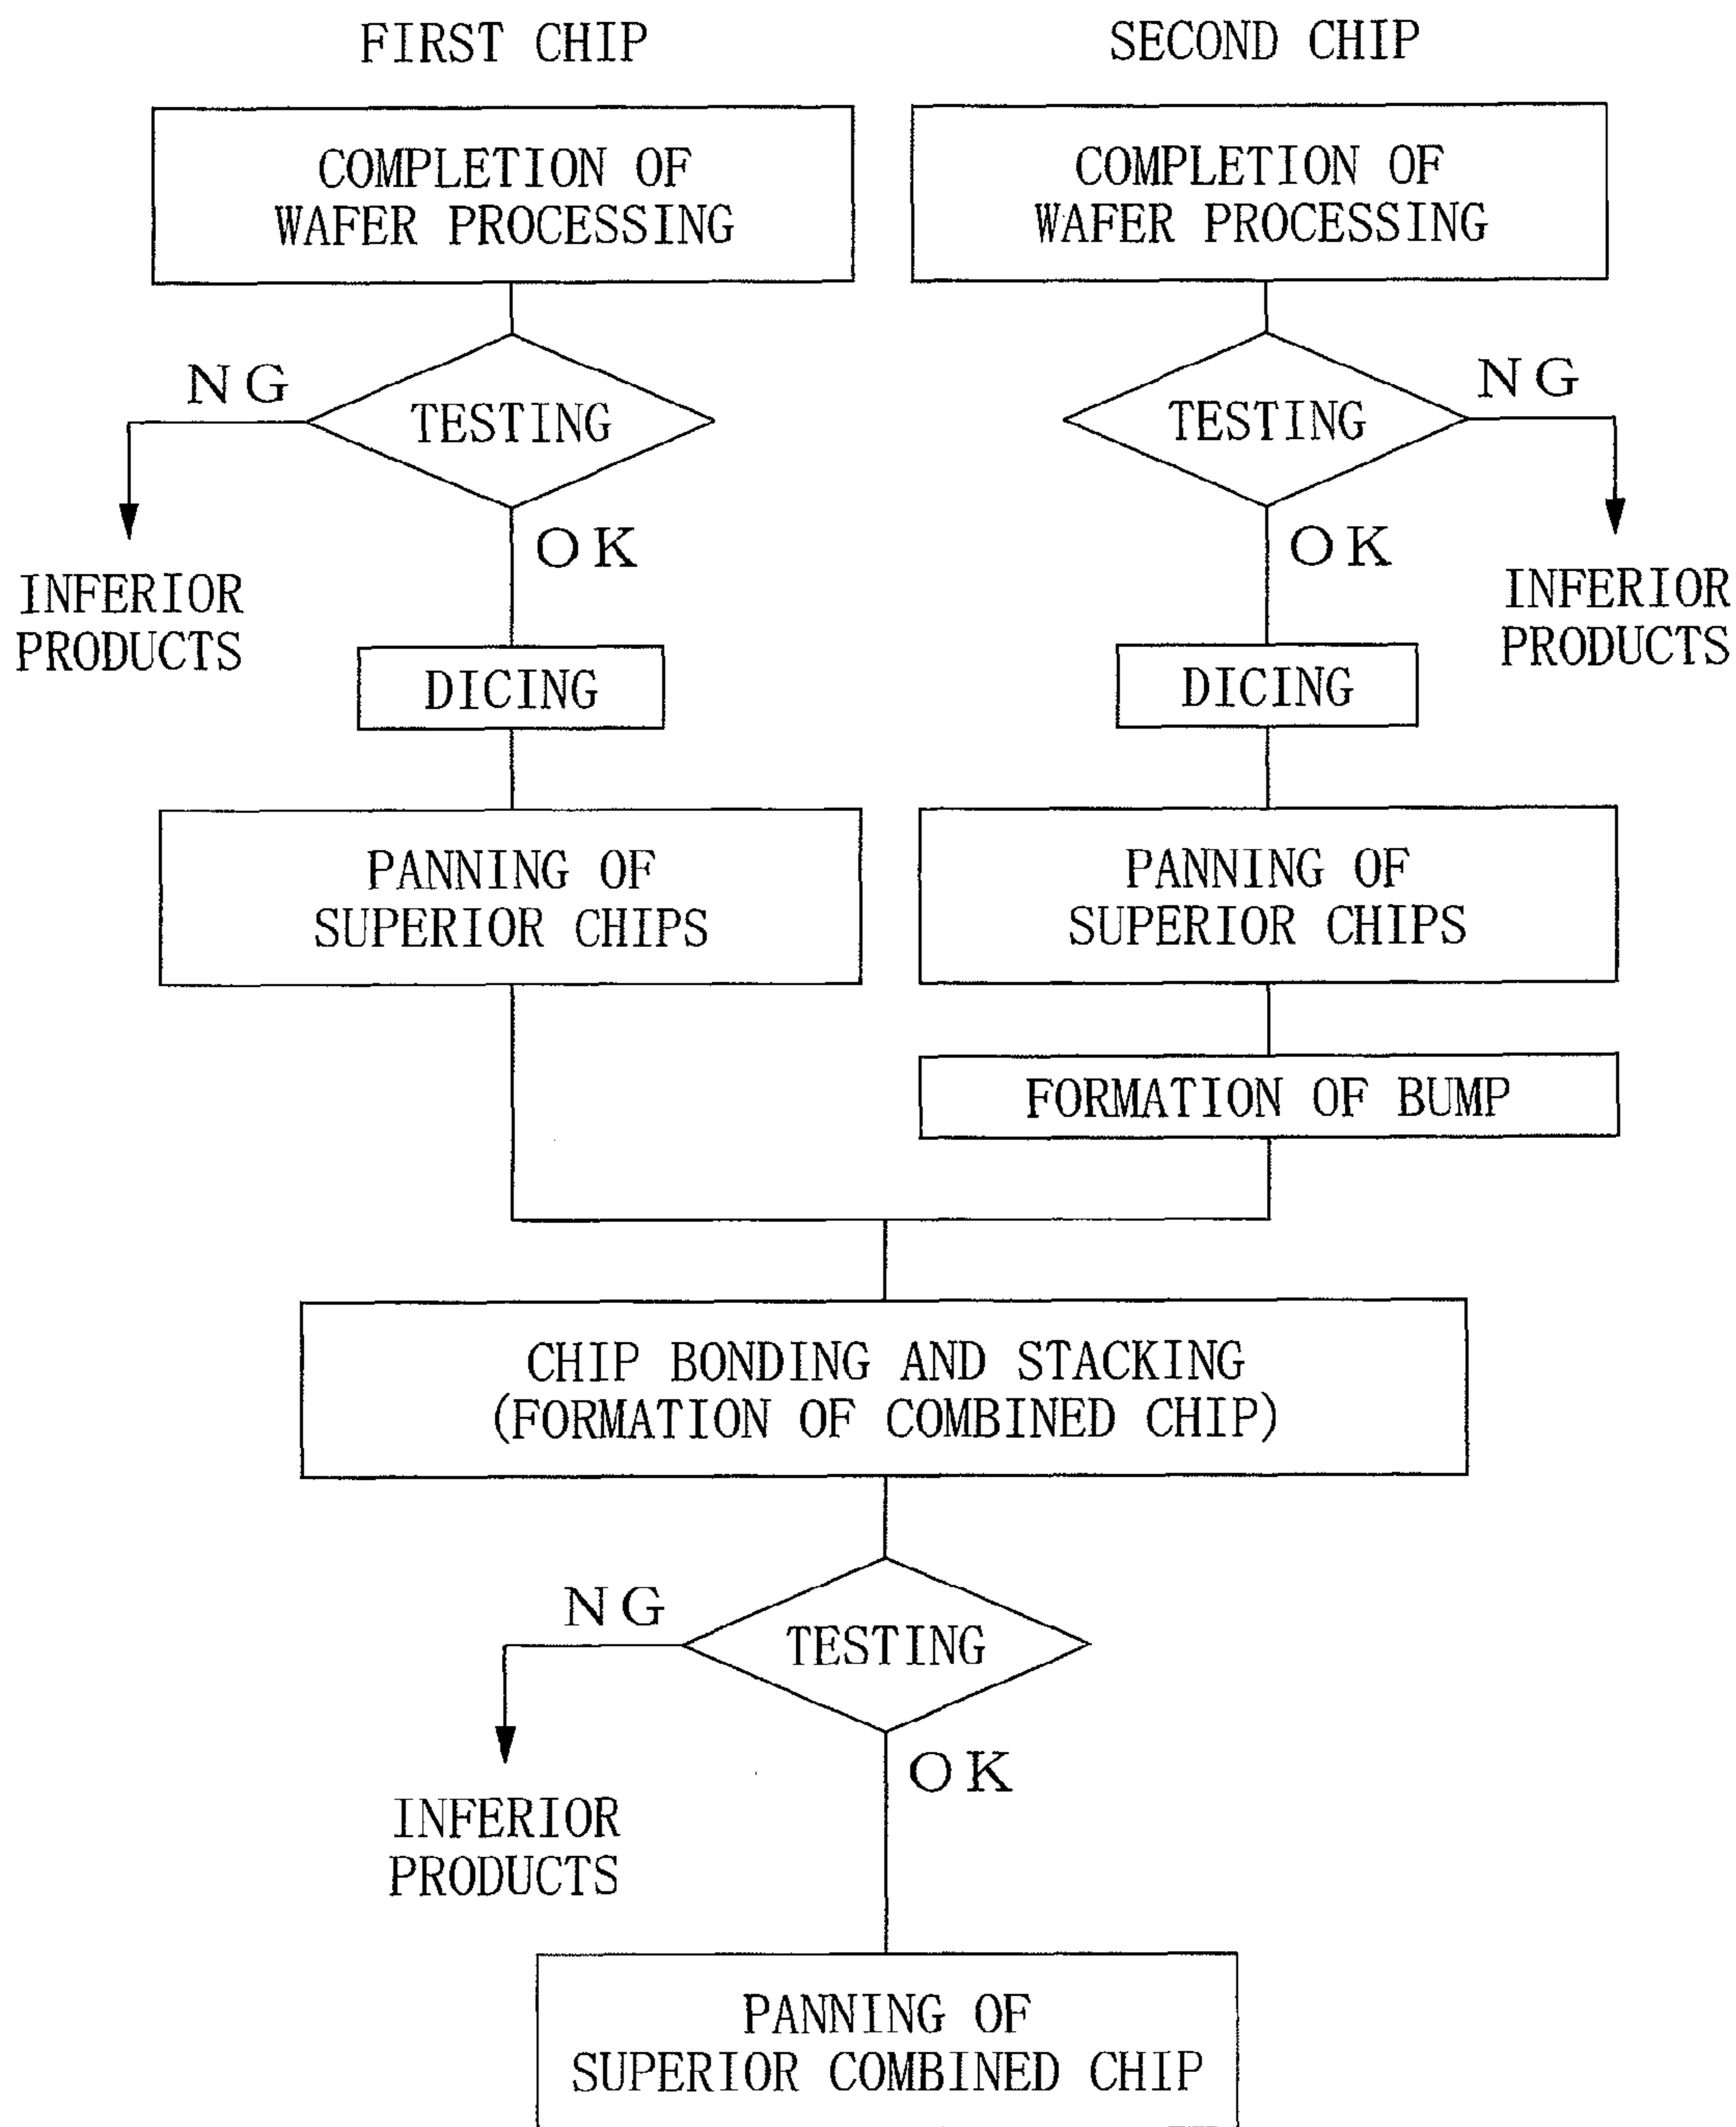 FIRST CHIP
SECOND CHIP
COMPLETION OF
WAFER PROCESSING
COMPLETION OF
WAFER PROCESSING
NG
TESTING
TESTING
NG
OK
OK
INFERIOR
PRODUCTS
INFERIOR
PRODUCTS
DICING
DICING
PANNING OF
SUPERIOR CHIPS
PANNING OF
SUPERIOR CHIPS
FORMATION OF BUMP
CHIP BONDING AND STACKING
(FORMATION OF COMBINED CHIP)
NG
TESTING
OK
INFERIOR
PRODUCTS
PANNING OF
SUPERIOR COMBINED CHIP